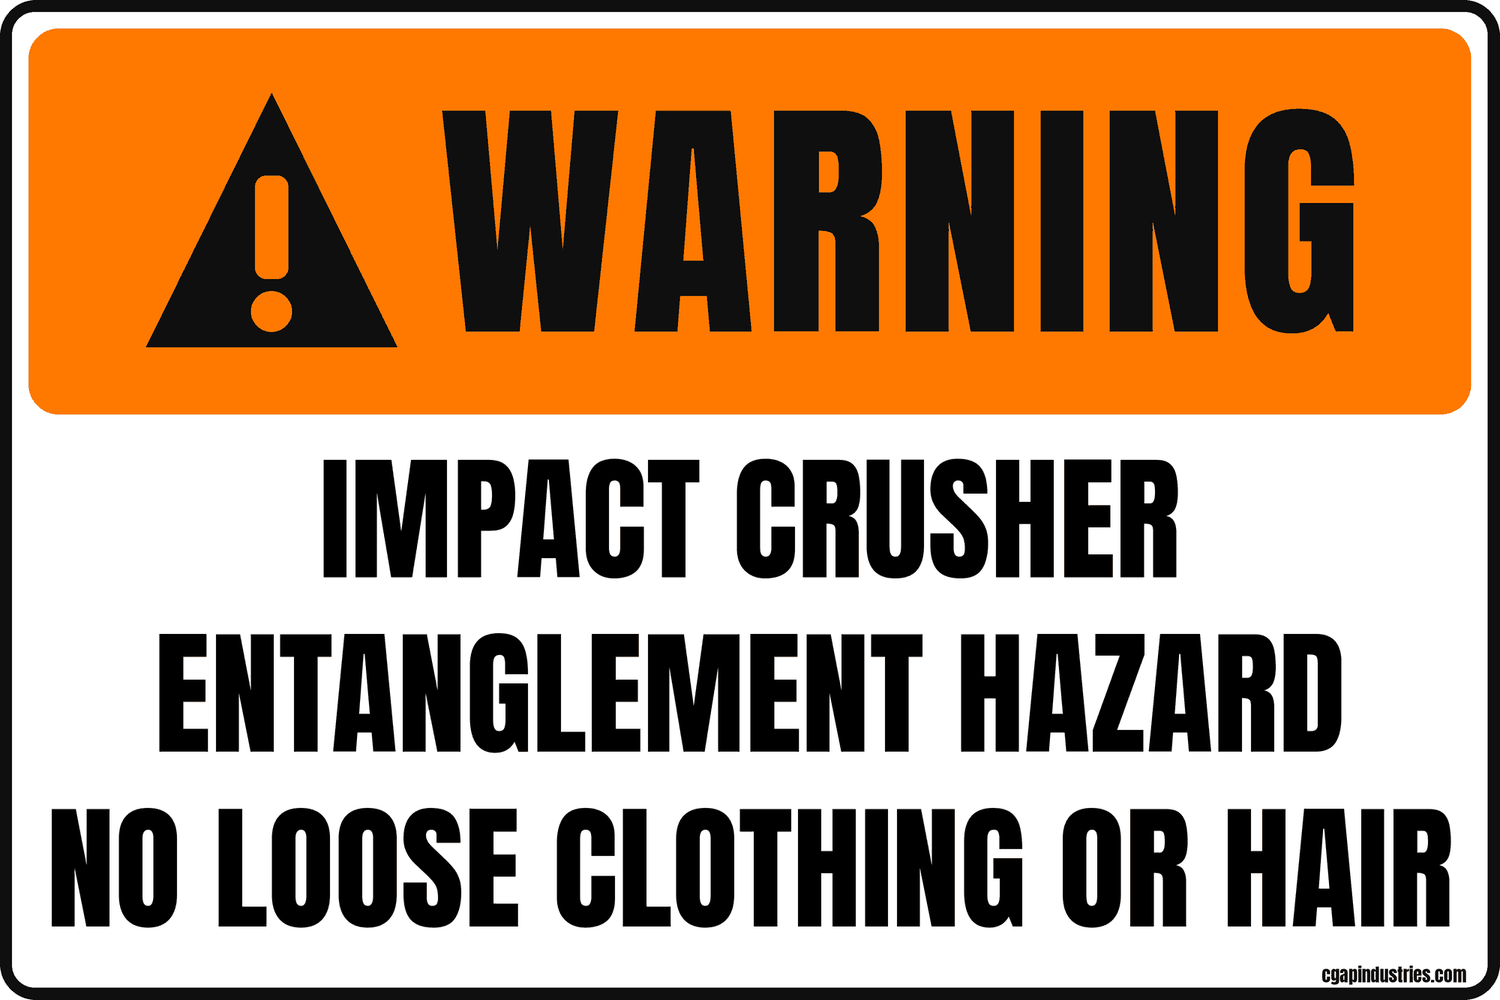 WARNING
IMPACT CRUSHER
ENTANGLEMENT HAZARD
NO LOOSE CLOTHING OR HAIR
cgapindustries.com